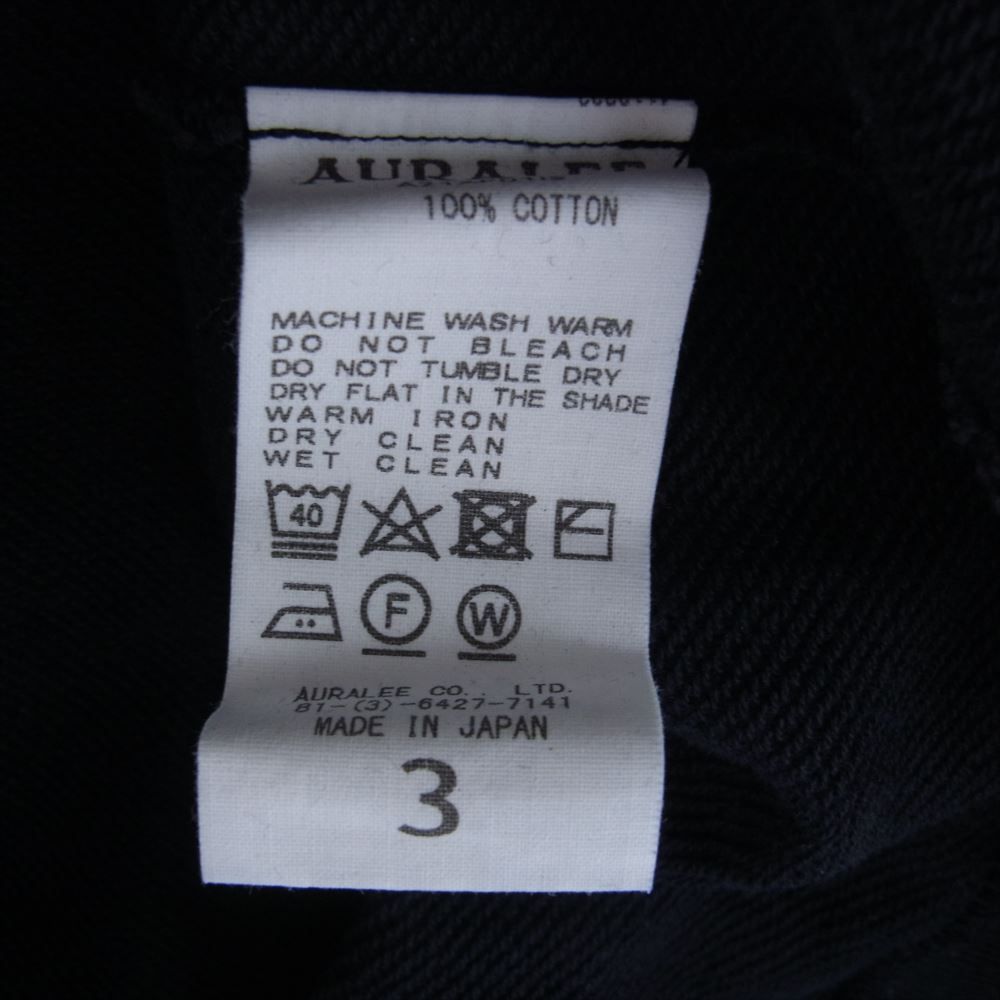 AURALEE
100% COTTON
MACHINE WASH WARM
DO NOT BLEACH
DO NOT TUMBLE DRY
DRY FLAT IN THE SHADE
WARM IRON
DRY CLEAN
WET CLEAN
40
F
W
AURALEE CO., LTD.
81-(3)-6427-7141
MADE IN JAPAN
3